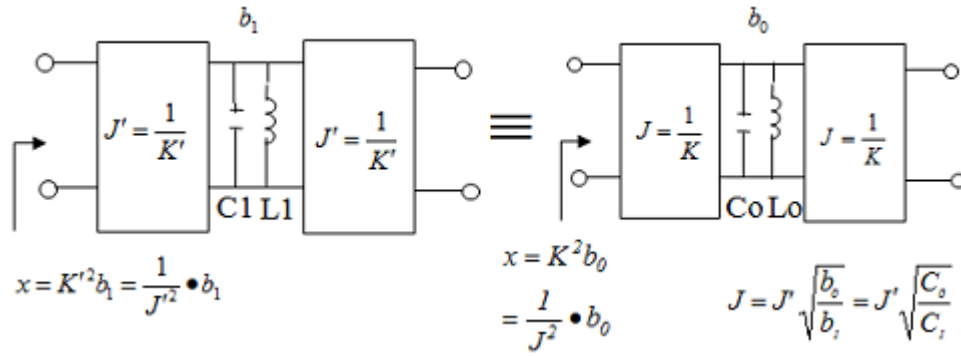 b₁
b₀
J' = 1/K'
J' = 1/K'
≡
J = 1/K
J = 1/K
C1 L1
Co Lo
x = K'²b₁ = 1/J'² • b₁
x = K²b₀
= 1/J² • b₀
J = J'√(b₀/b₁) = J'√(C₀/C₁)